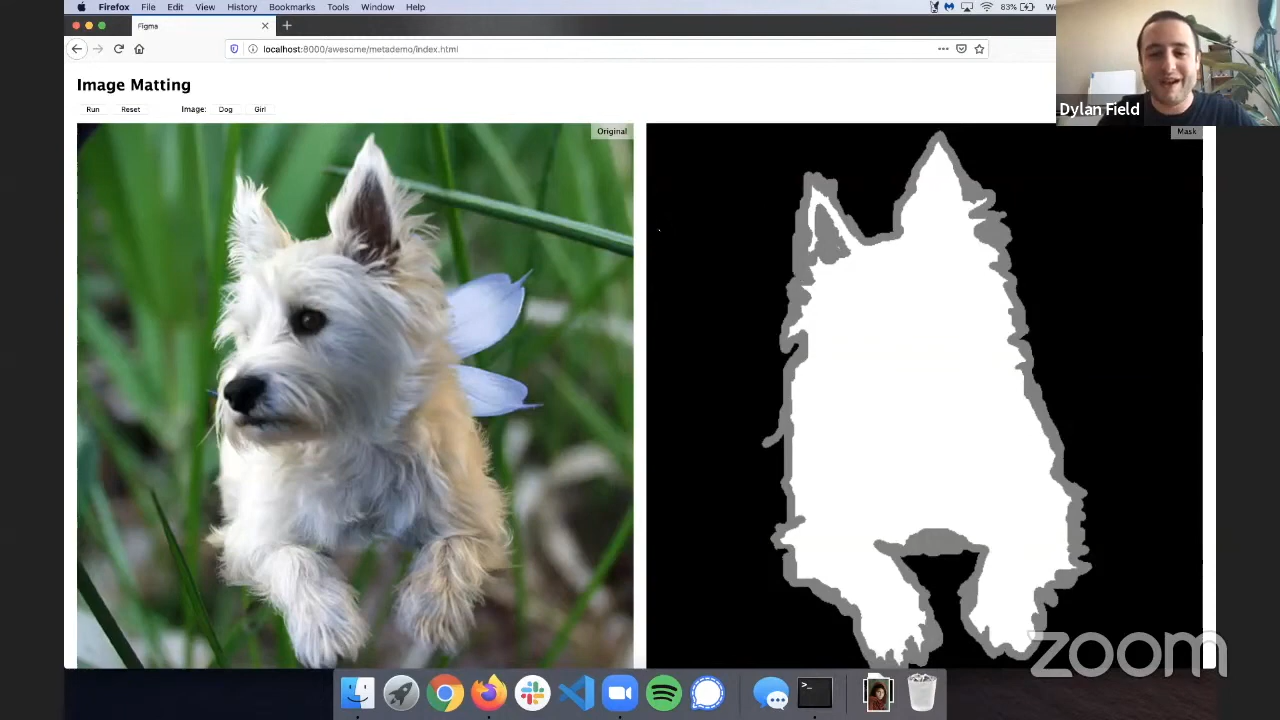 Firefox File Edit View History Bookmarks Tools Window Help 83%
Figma
localhost:8000/awesome/metademo/index.html
Image Matting
Run Reset Image: Dog Girl
Original
Mask
Dylan Field
zoom